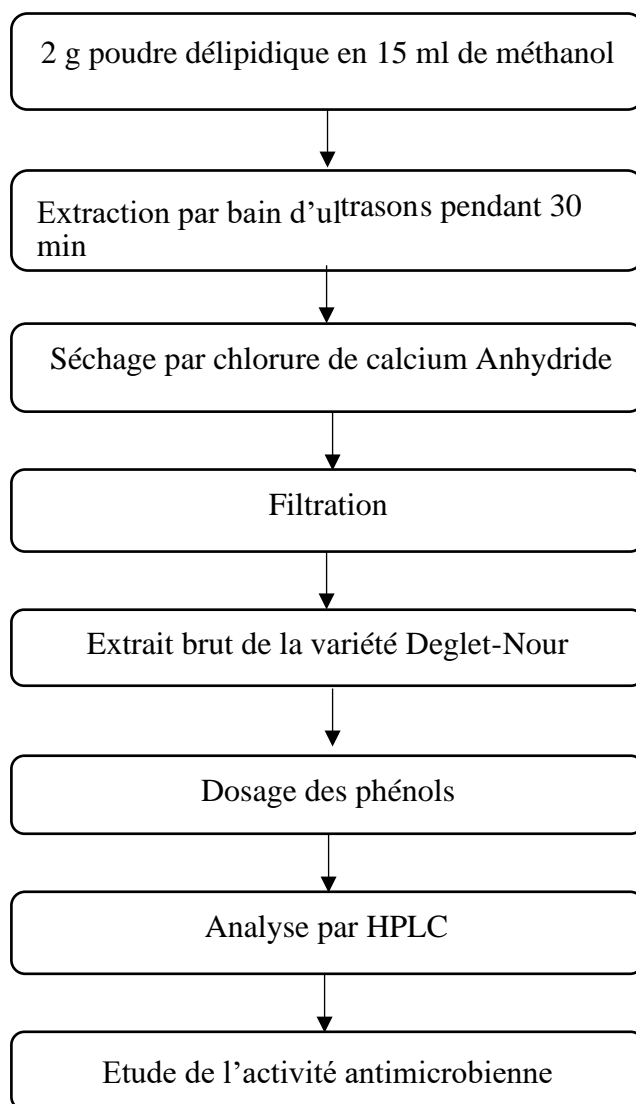 2 g poudre délipidique en 15 ml de méthanol
Extraction par bain d’ultrasons pendant 30
min
Séchage par chlorure de calcium Anhydride
Filtration
Extrait brut de la variété Deglet-Nour
Dosage des phénols
Analyse par HPLC
Etude de l’activité antimicrobienne